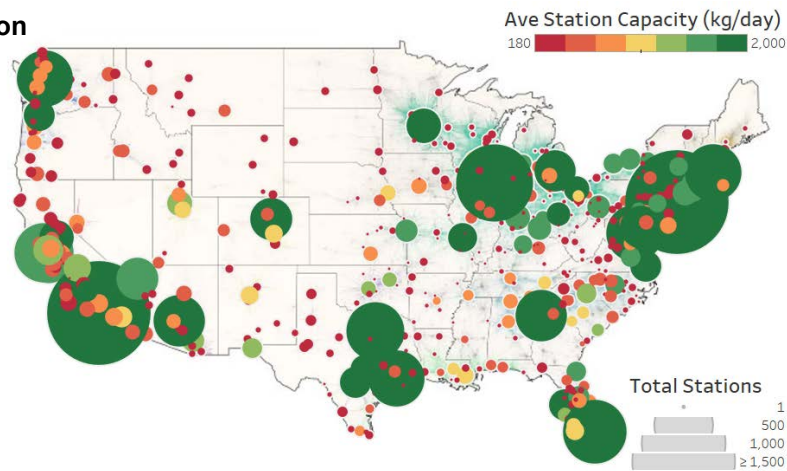 on
Ave Station Capacity (kg/day)
180 2,000
Total Stations
1
500
1,000
≥ 1,500